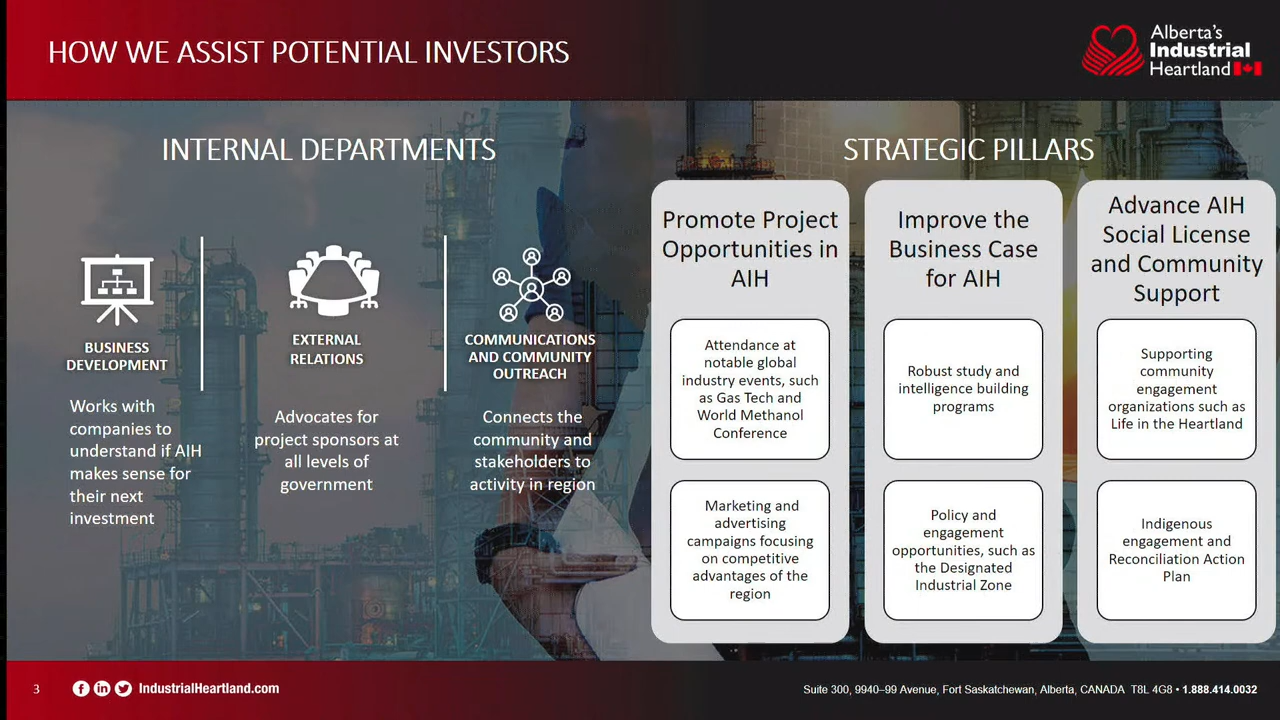 HOW WE ASSIST POTENTIAL INVESTORS
Alberta's
Industrial
Heartland
INTERNAL DEPARTMENTS
BUSINESS
DEVELOPMENT
Works with
companies to
understand if AIH
makes sense for
their next
investment
EXTERNAL
RELATIONS
Advocates for
project sponsors at
all levels of
government
COMMUNICATIONS
AND COMMUNITY
OUTREACH
Connects the
community and
stakeholders to
activity in region
STRATEGIC PILLARS
Promote Project
Opportunities in
AIH
Attendance at
notable global
industry events, such
as Gas Tech and
World Methanol
Conference
Marketing and
advertising
campaigns focusing
on competitive
advantages of the
region
Improve the
Business Case
for AIH
Robust study and
intelligence building
programs
Policy and
engagement
opportunities, such as
the Designated
Industrial Zone
Advance AIH
Social License
and Community
Support
Supporting
community
engagement
organizations such as
Life in the Heartland
Indigenous
engagement and
Reconciliation Action
Plan
3
IndustrialHeartland.com
Suite 300, 9940–99 Avenue, Fort Saskatchewan, Alberta, CANADA T8L 4G8 • 1.888.414.0032